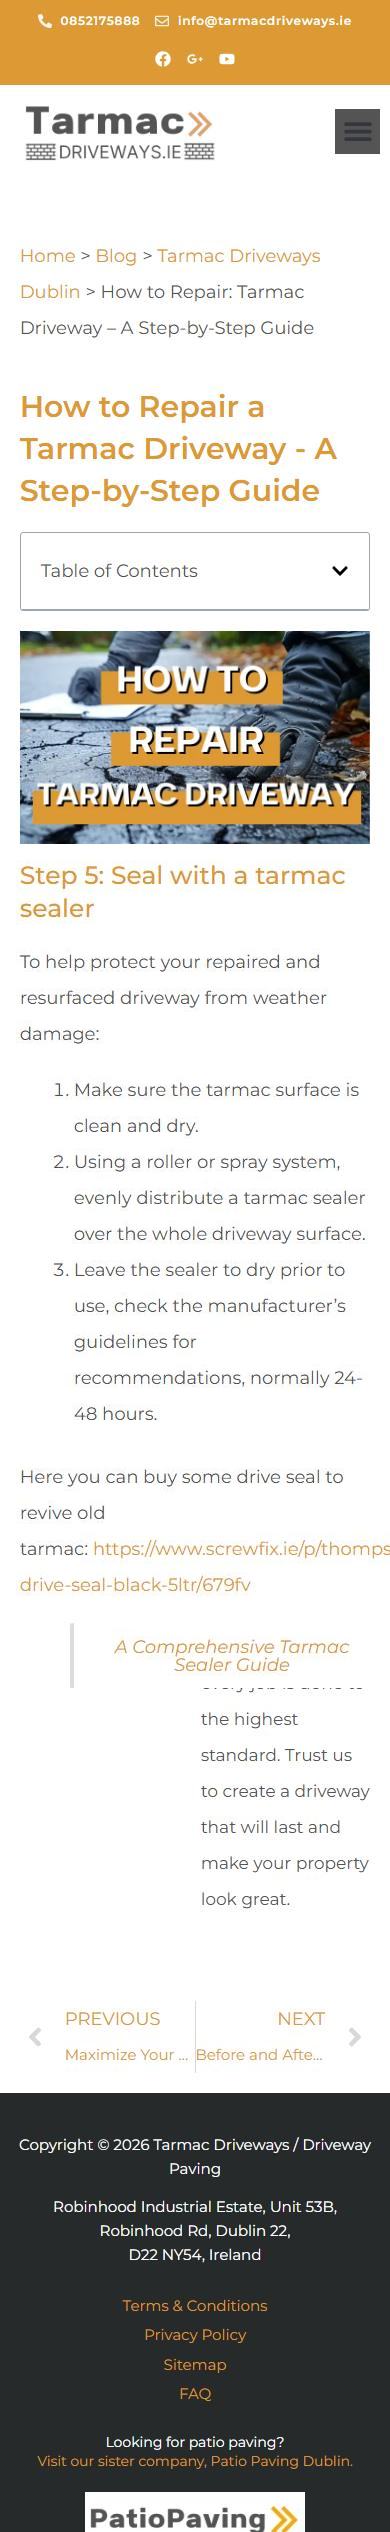 0852175888 info@tarmacdriveways.ie
Tarmac
DRIVEWAYS.IE
Home > Blog > Tarmac Driveways
Dublin > How to Repair: Tarmac
Driveway – A Step-by-Step Guide
How to Repair a
Tarmac Driveway - A
Step-by-Step Guide
Table of Contents
HOW TO
REPAIR
TARMAC DRIVEWAY
Step 5: Seal with a tarmac
sealer
To help protect your repaired and
resurfaced driveway from weather
damage:
1. Make sure the tarmac surface is
clean and dry.
2. Using a roller or spray system,
evenly distribute a tarmac sealer
over the whole driveway surface.
3. Leave the sealer to dry prior to
use, check the manufacturer’s
guidelines for
recommendations, normally 24-
48 hours.
Here you can buy some drive seal to
revive old
tarmac: https://www.screwfix.ie/p/thomps
drive-seal-black-5ltr/679fv
A Comprehensive Tarmac
Sealer Guide
every job is done to
the highest
standard. Trust us
to create a driveway
that will last and
make your property
look great.
PREVIOUS
Maximize Your ...
NEXT
Before and Afte...
Copyright © 2026 Tarmac Driveways / Driveway
Paving
Robinhood Industrial Estate, Unit 53B,
Robinhood Rd, Dublin 22,
D22 NY54, Ireland
Terms & Conditions
Privacy Policy
Sitemap
FAQ
Looking for patio paving?
Visit our sister company, Patio Paving Dublin.
PatioPaving